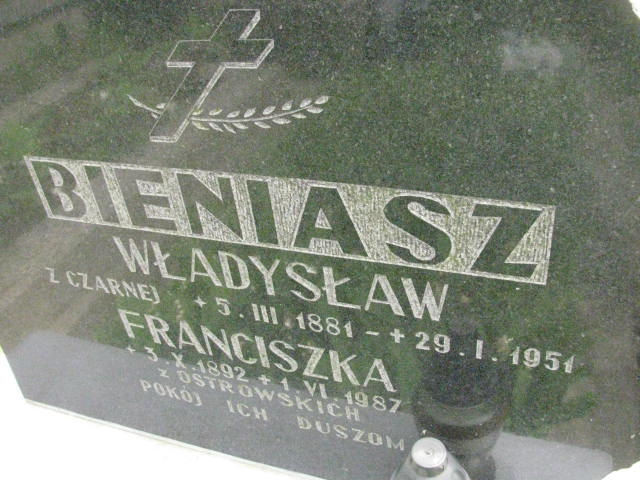 BIENIASZ
WŁADYSŁAW
Z CZARNEJ + 5. III 1881 - + 29. I. 1951
FRANCISZKA
+ 3. X. 1892 + 1 VI. 1987
z OSTROWSKICH
POKÓJ ICH DUSZOM